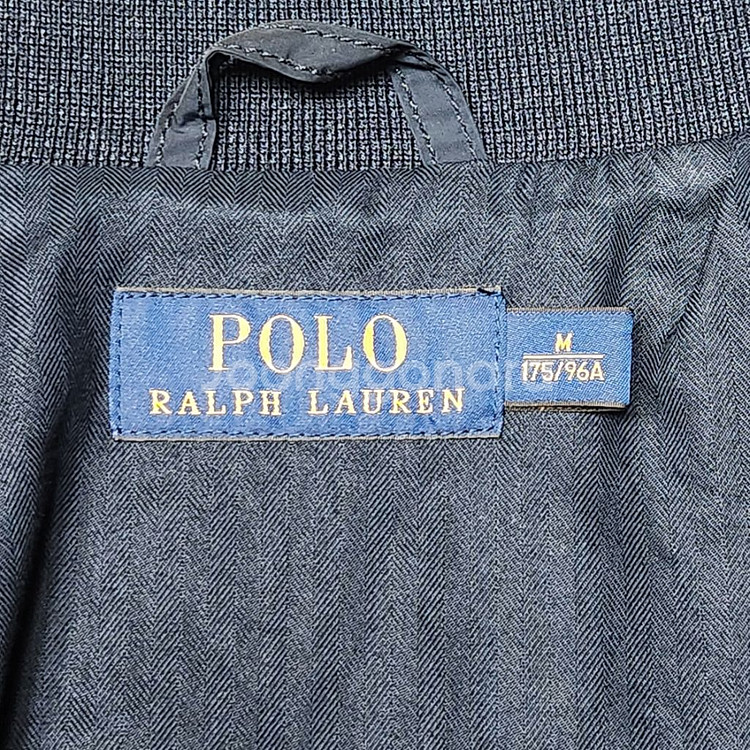 POLO
RALPH LAUREN
M
175/96A